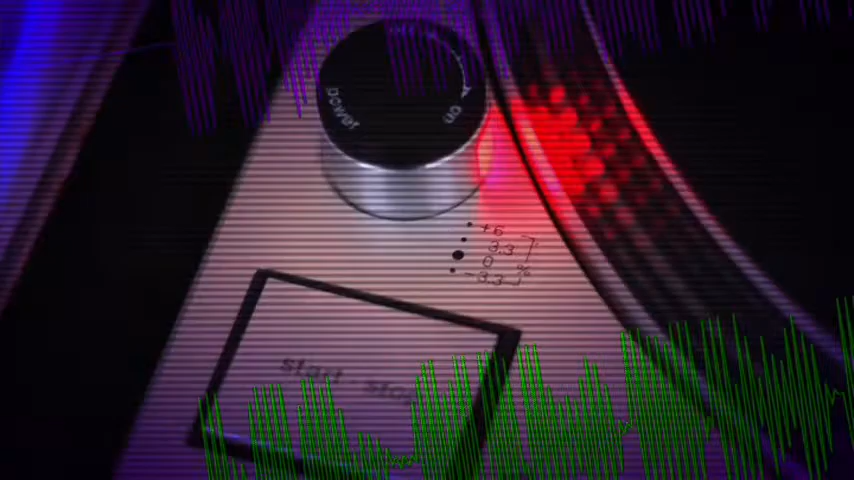 power
on
+6
3.3
0 %
-3.3
start · stop